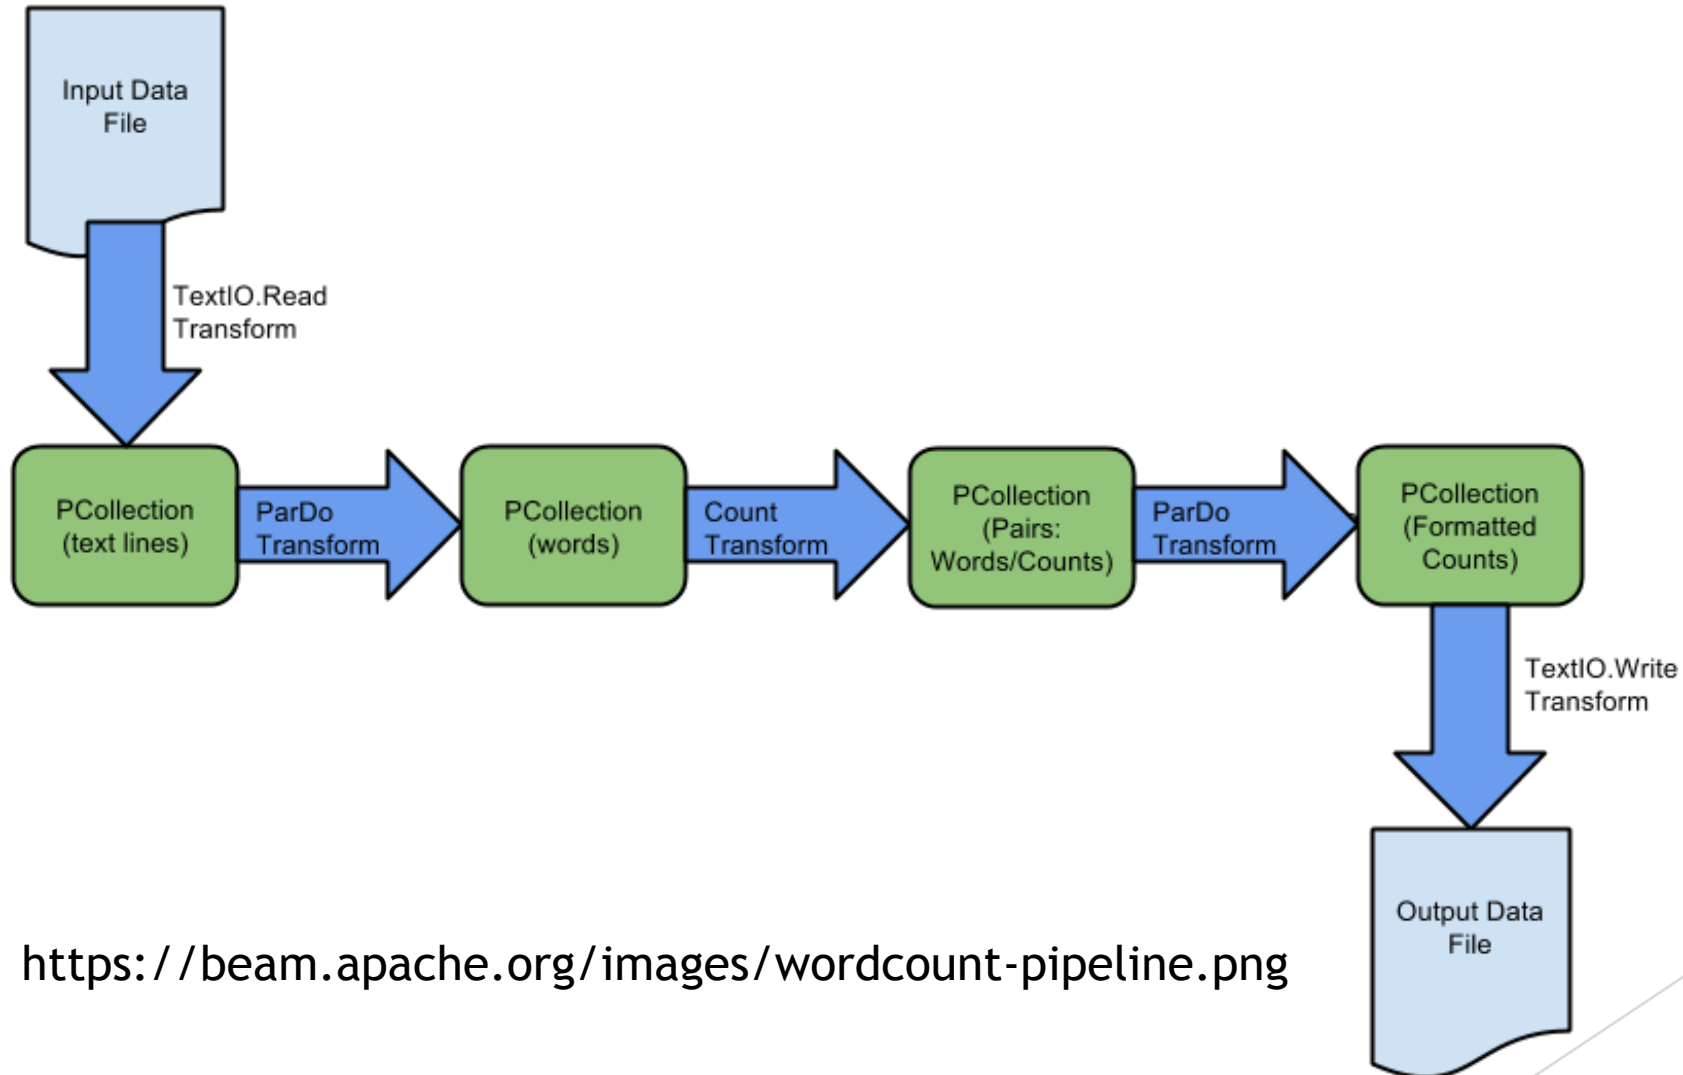 Input Data
File
TextIO.Read
Transform
PCollection
(text lines)
ParDo
Transform
PCollection
(words)
Count
Transform
PCollection
(Pairs:
Words/Counts)
ParDo
Transform
PCollection
(Formatted
Counts)
TextIO.Write
Transform
Output Data
File
https://beam.apache.org/images/wordcount-pipeline.png